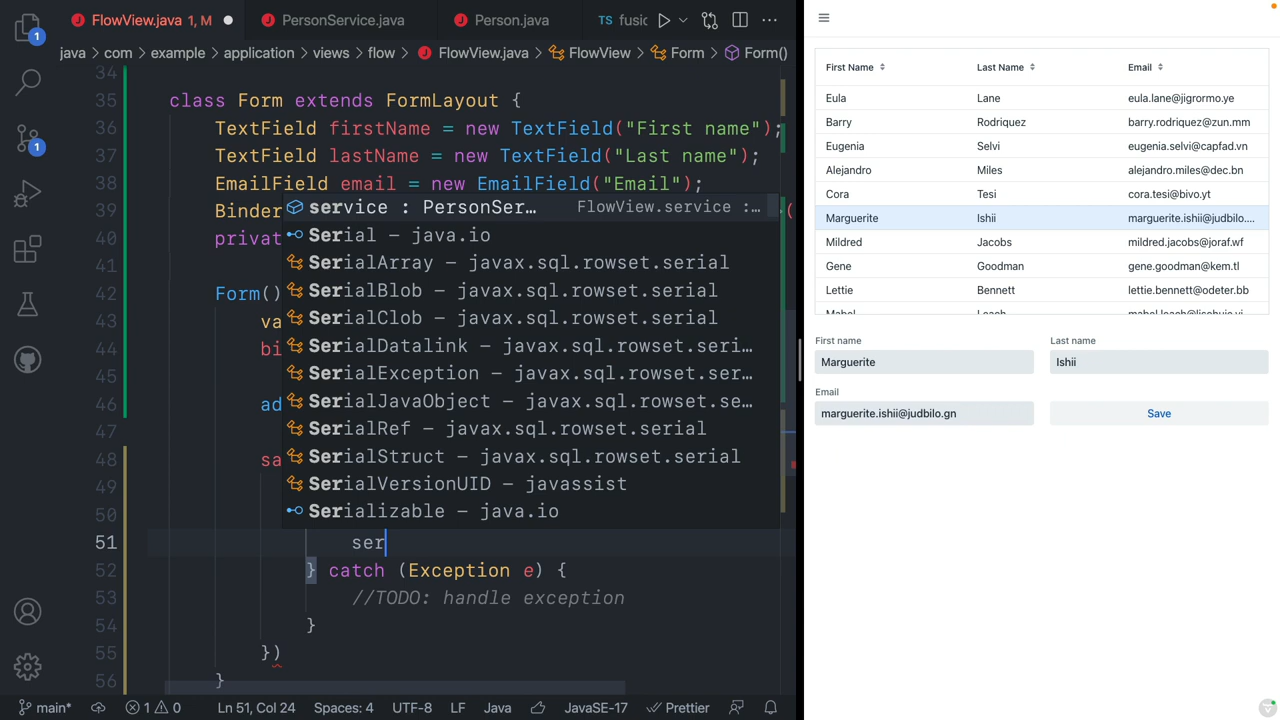 FlowView.java 1, M
PersonService.java
Person.java
TS fusic
java > com > example > application > views > flow > FlowView.java > FlowView > Form > Form()
34
35 class Form extends FormLayout {
36 TextField firstName = new TextField("First name");
37 TextField lastName = new TextField("Last name");
38 EmailField email = new EmailField("Email");
39 Binder
40 privat
41
42 Form()
43 va
44 bi
45
46 ad
47
48 sa
49
50
51 ser
52 } catch (Exception e) {
53 //TODO: handle exception
54 }
55 })
56 }
service : PersonSer… FlowView.service :…
Serial – java.io
SerialArray – javax.sql.rowset.serial
SerialBlob – javax.sql.rowset.serial
SerialClob – javax.sql.rowset.serial
SerialDatalink – javax.sql.rowset.seri…
SerialException – javax.sql.rowset.ser…
SerialJavaObject – javax.sql.rowset.se…
SerialRef – javax.sql.rowset.serial
SerialStruct – javax.sql.rowset.serial
SerialVersionUID – javassist
Serializable – java.io
1
1
main* 1 0 Ln 51, Col 24 Spaces: 4 UTF-8 LF Java JavaSE-17 Prettier
First Name Last Name Email
Eula Lane eula.lane@jigrormo.ye
Barry Rodriquez barry.rodriquez@zun.mm
Eugenia Selvi eugenia.selvi@capfad.vn
Alejandro Miles alejandro.miles@dec.bn
Cora Tesi cora.tesi@bivo.yt
Marguerite Ishii marguerite.ishii@judbilo....
Mildred Jacobs mildred.jacobs@joraf.wf
Gene Goodman gene.goodman@kem.tl
Lettie Bennett lettie.bennett@odeter.bb
First name
Marguerite
Last name
Ishii
Email
marguerite.ishii@judbilo.gn
Save